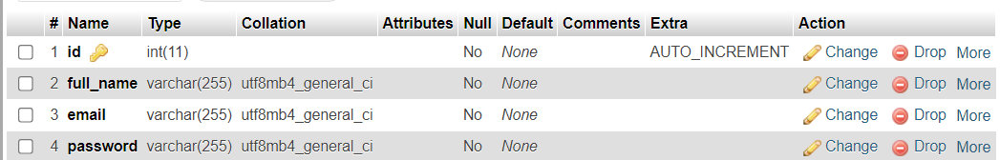 # Name Type Collation Attributes Null Default Comments Extra Action
1 id int(11) No None AUTO_INCREMENT Change Drop More
2 full_name varchar(255) utf8mb4_general_ci No None Change Drop More
3 email varchar(255) utf8mb4_general_ci No None Change Drop More
4 password varchar(255) utf8mb4_general_ci No None Change Drop More